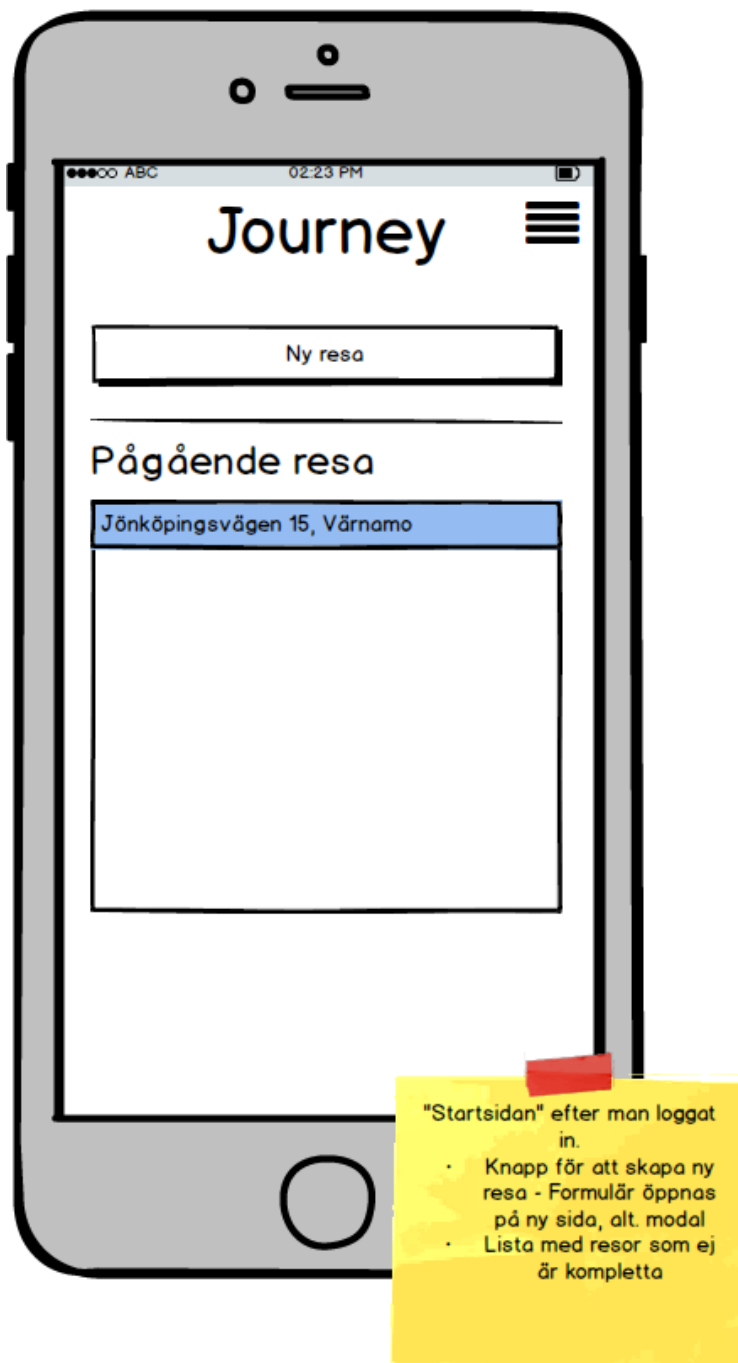 ABC 02:23 PM
Journey
Ny resa
Pågående resa
Jönköpingsvägen 15, Värnamo
"Startsidan" efter man loggat
in.
· Knapp för att skapa ny
resa - Formulär öppnas
på ny sida, alt. modal
· Lista med resor som ej
är kompletta